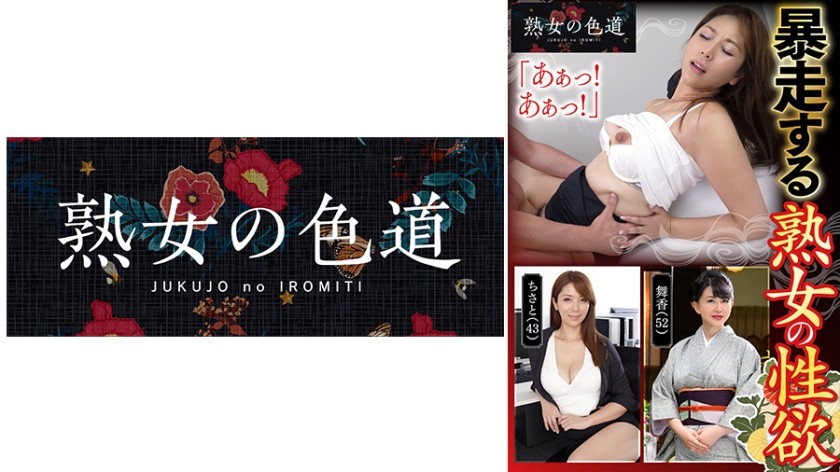 熟女の色道
JUKUJO no IROMITI
熟女の色道
JUKUJO no IROMITI
「あぁっ!
あぁっ!」
暴走する
熟女の性欲
ちさと(43)
舞香(52)